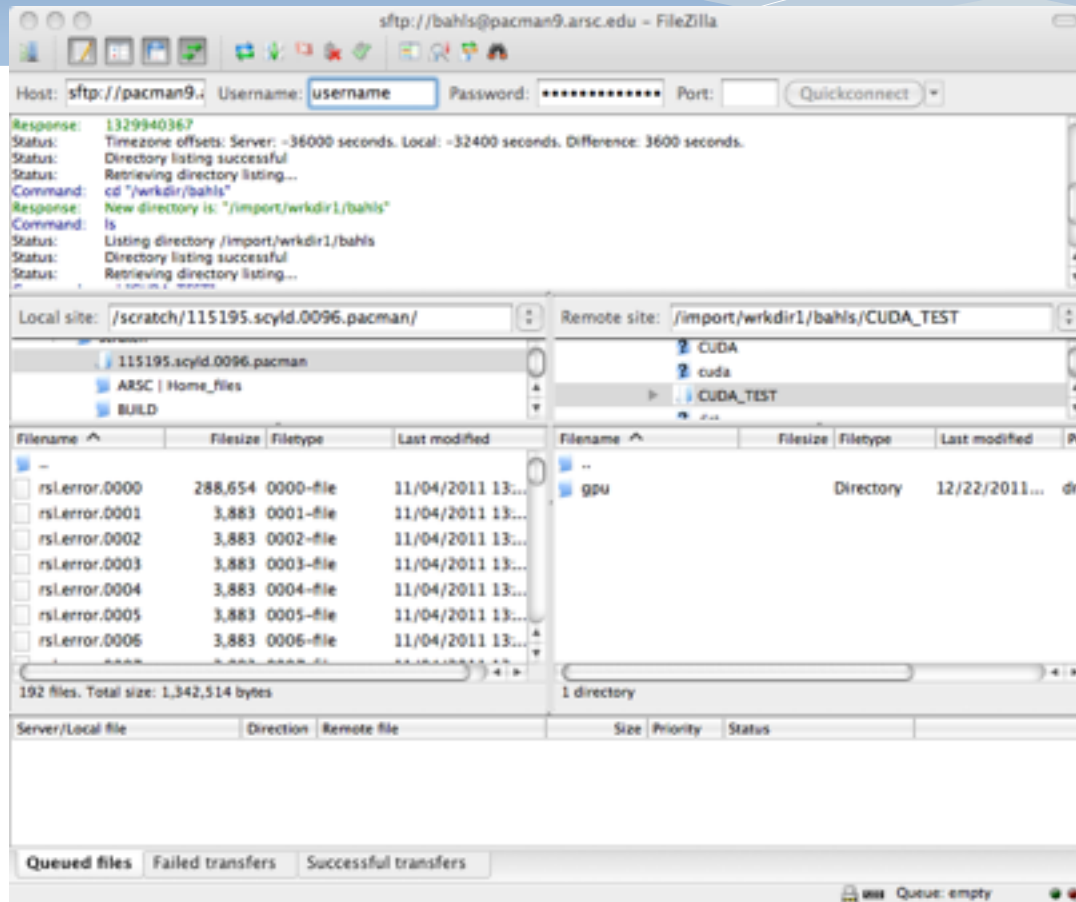 sftp://bahls@pacman9.arsc.edu - FileZilla
Host: sftp://pacman9. Username: username Password: ••••••••••••• Port: Quickconnect
Response: 1329940367
Status: Timezone offsets: Server: -36000 seconds. Local: -32400 seconds. Difference: 3600 seconds.
Status: Directory listing successful
Status: Retrieving directory listing...
Command: cd "/wrkdir/bahls"
Response: New directory is: "/import/wrkdir1/bahls"
Command: ls
Status: Listing directory /import/wrkdir1/bahls
Status: Directory listing successful
Status: Retrieving directory listing...
Local site: /scratch/115195.scyld.0096.pacman/
115195.scyld.0096.pacman
ARSC | Home_files
BUILD
Filename Filesize Filetype Last modified
..
rsl.error.0000 288,654 0000-file 11/04/2011 13:...
rsl.error.0001 3,883 0001-file 11/04/2011 13:...
rsl.error.0002 3,883 0002-file 11/04/2011 13:...
rsl.error.0003 3,883 0003-file 11/04/2011 13:...
rsl.error.0004 3,883 0004-file 11/04/2011 13:...
rsl.error.0005 3,883 0005-file 11/04/2011 13:...
rsl.error.0006 3,883 0006-file 11/04/2011 13:...
192 files. Total size: 1,342,514 bytes
Remote site: /import/wrkdir1/bahls/CUDA_TEST
CUDA
cuda
CUDA_TEST
Filename Filesize Filetype Last modified
..
gpu Directory 12/22/2011...
1 directory
Server/Local file Direction Remote file Size Priority Status
Queued files Failed transfers Successful transfers
Queue: empty